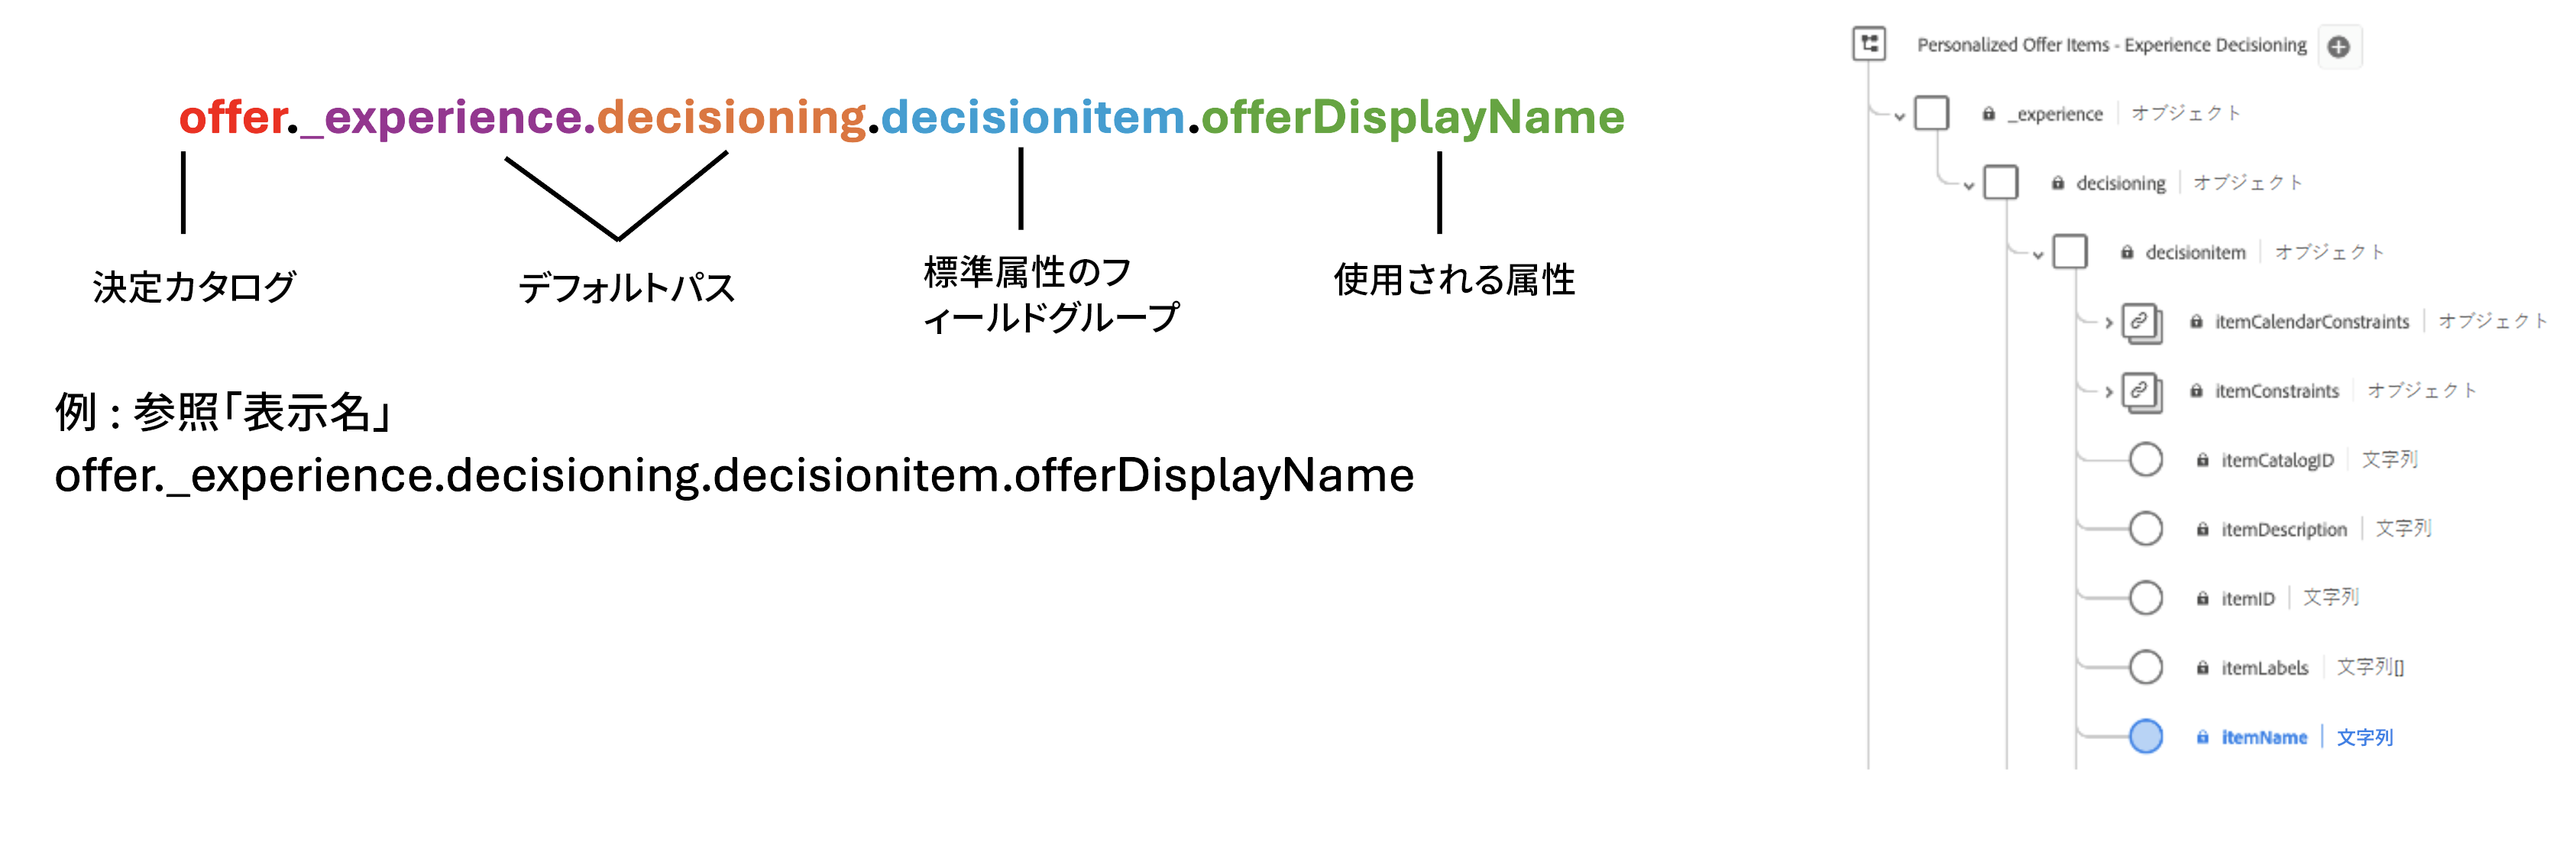 offer._experience.decisioning.decisionitem.offerDisplayName
決定カタログ
デフォルトパス
標準属性のフ
ィールドグループ
使用される属性
例 : 参照「表示名」
offer._experience.decisioning.decisionitem.offerDisplayName
Personalized Offer Items - Experience Decisioning
_experience オブジェクト
decisioning オブジェクト
decisionitem オブジェクト
itemCalendarConstraints オブジェクト
itemConstraints オブジェクト
itemCatalogID 文字列
itemDescription 文字列
itemID 文字列
itemLabels 文字列[]
itemName 文字列